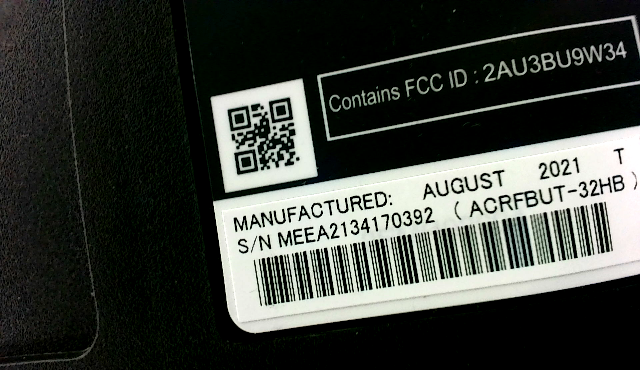 Contains FCC ID : 2AU3BU9W34
MANUFACTURED: AUGUST 2021 T
S/N MEEA2134170392 ( ACRFBUT-32HB )